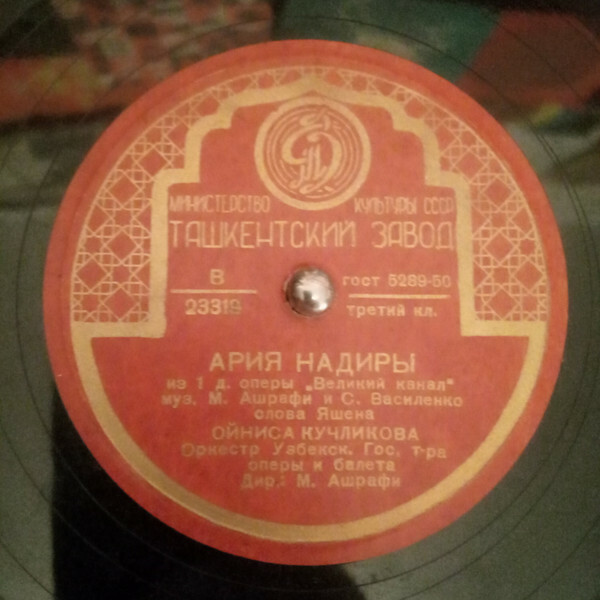 МИНИСТЕРСТВО КУЛЬТУРЫ СССР
ТАШКЕНТСКИЙ ЗАВОД
В
23319
гост 5289-50
третий кл.
АРИЯ НАДИРЫ
из 1 д. оперы „Великий канал"
муз. М. Ашрафи и С. Василенко
слова Яшена
ОЙНИСА КУЧЛИКОВА
Оркестр Узбекск. Гос. т-ра
оперы и балета
Дир.: М. Ашрафи